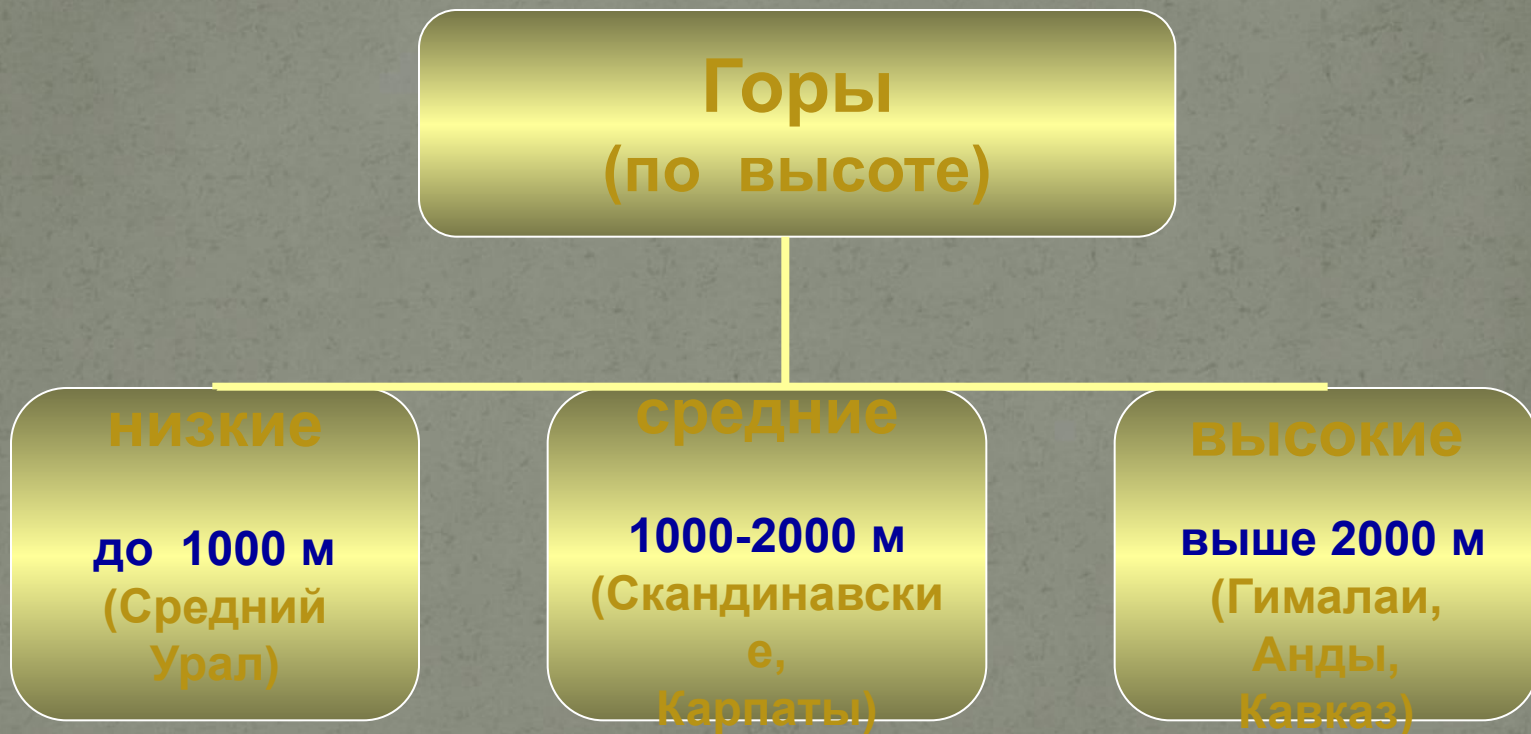 Горы
(по высоте)
низкие
до 1000 м
(Средний
Урал)
средние
1000-2000 м
(Скандинавски
е,
Карпаты)
высокие
выше 2000 м
(Гималаи,
Анды,
Кавказ)